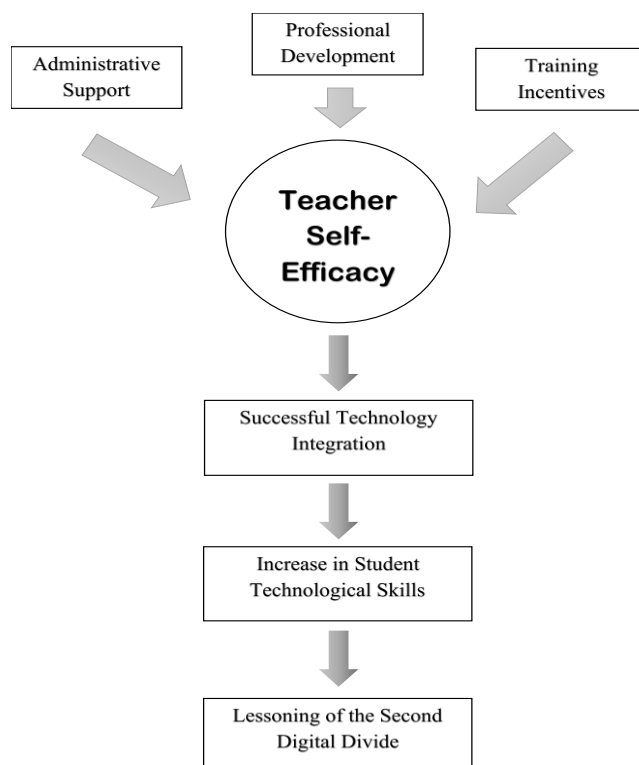 Administrative
Support
Professional
Development
Training
Incentives
Teacher
Self-
Efficacy
Successful Technology
Integration
Increase in Student
Technological Skills
Lessoning of the Second
Digital Divide